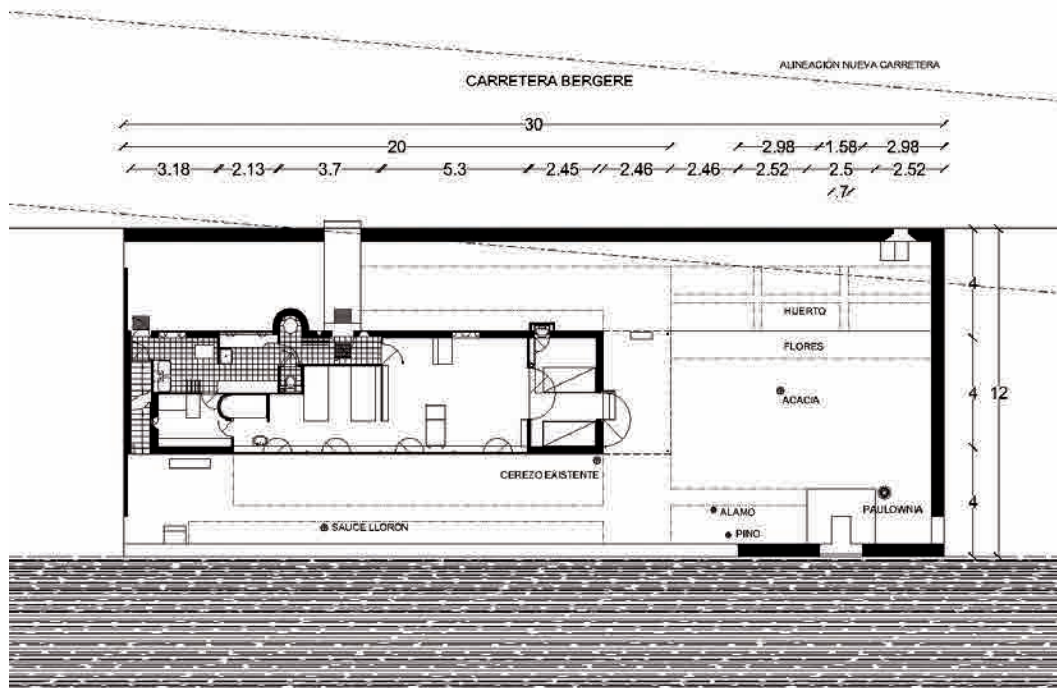 ALINEACIÓN NUEVA CARRETERA
CARRETERA BERGERE
30
20
2.98 1.58 2.98
3.18 2.13 3.7 5.3 2.45 2.46 2.46 2.52 2.5 2.52
.7
4
HUERTO
FLORES
ACACIA
4 12
CEREZO EXISTENTE
4
ALAMO
PAULOWNIA
SAUCE LLORON
PINO